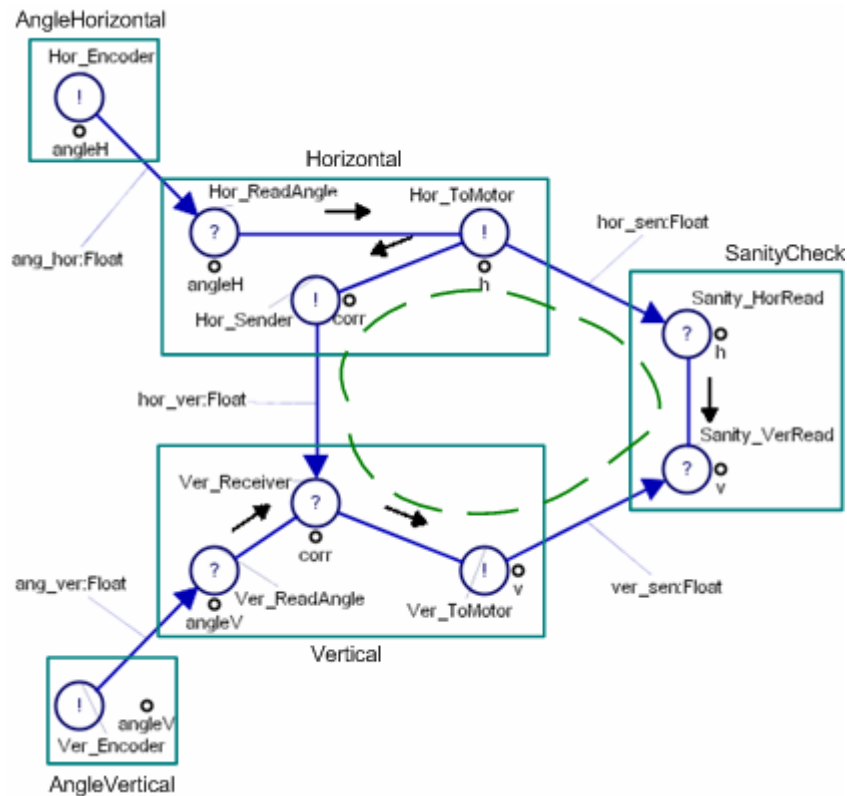 AngleHorizontal
Hor_Encoder
!
angleH
Horizontal
Hor_ReadAngle
Hor_ToMotor
ang_hor:Float
?
!
hor_sen:Float
SanityCheck
angleH
h
Sanity_HorRead
!
Hor_Sender
corr
?
h
hor_ver:Float
Sanity_VerRead
Ver_Receiver
?
?
v
corr
ang_ver:Float
?
Ver_ReadAngle
angleV
!
v
Ver_ToMotor
ver_sen:Float
Vertical
!
angleV
Ver_Encoder
AngleVertical